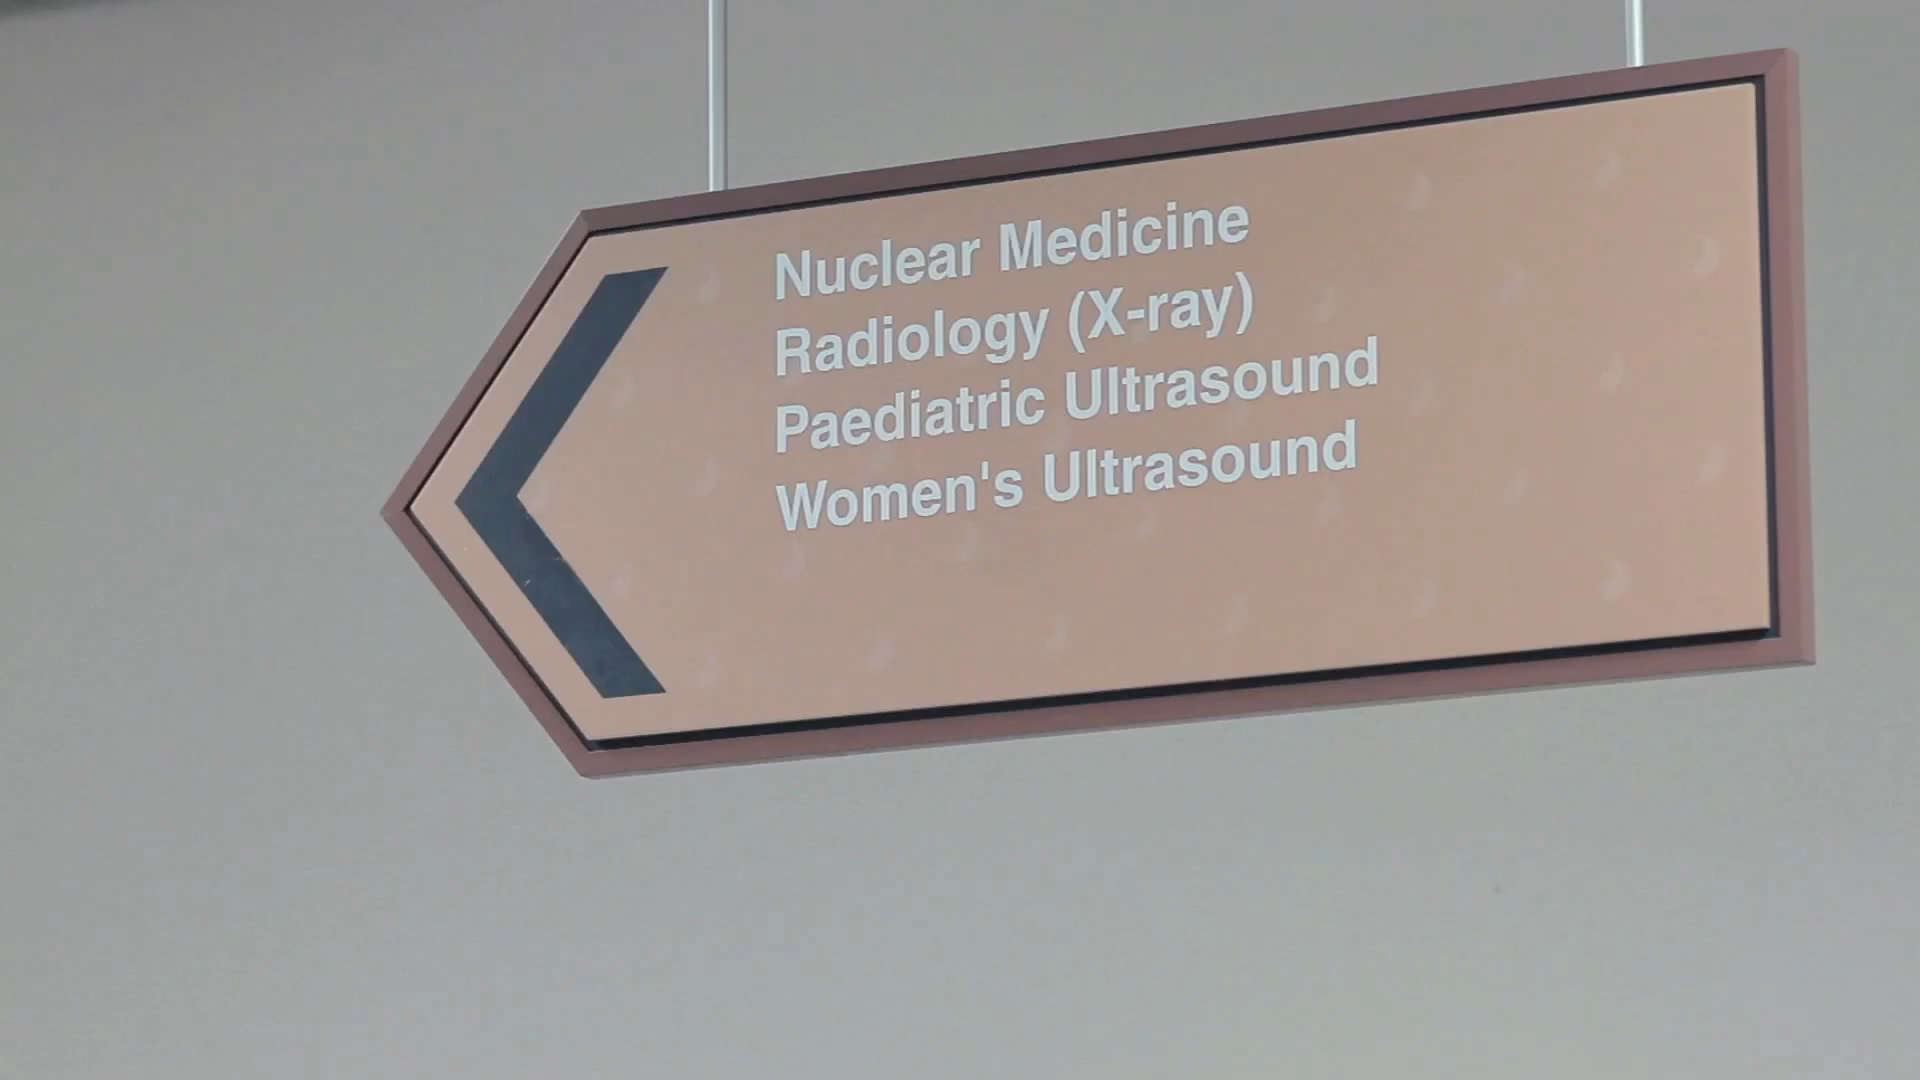 Nuclear Medicine
Radiology (X-ray)
Paediatric Ultrasound
Women's Ultrasound